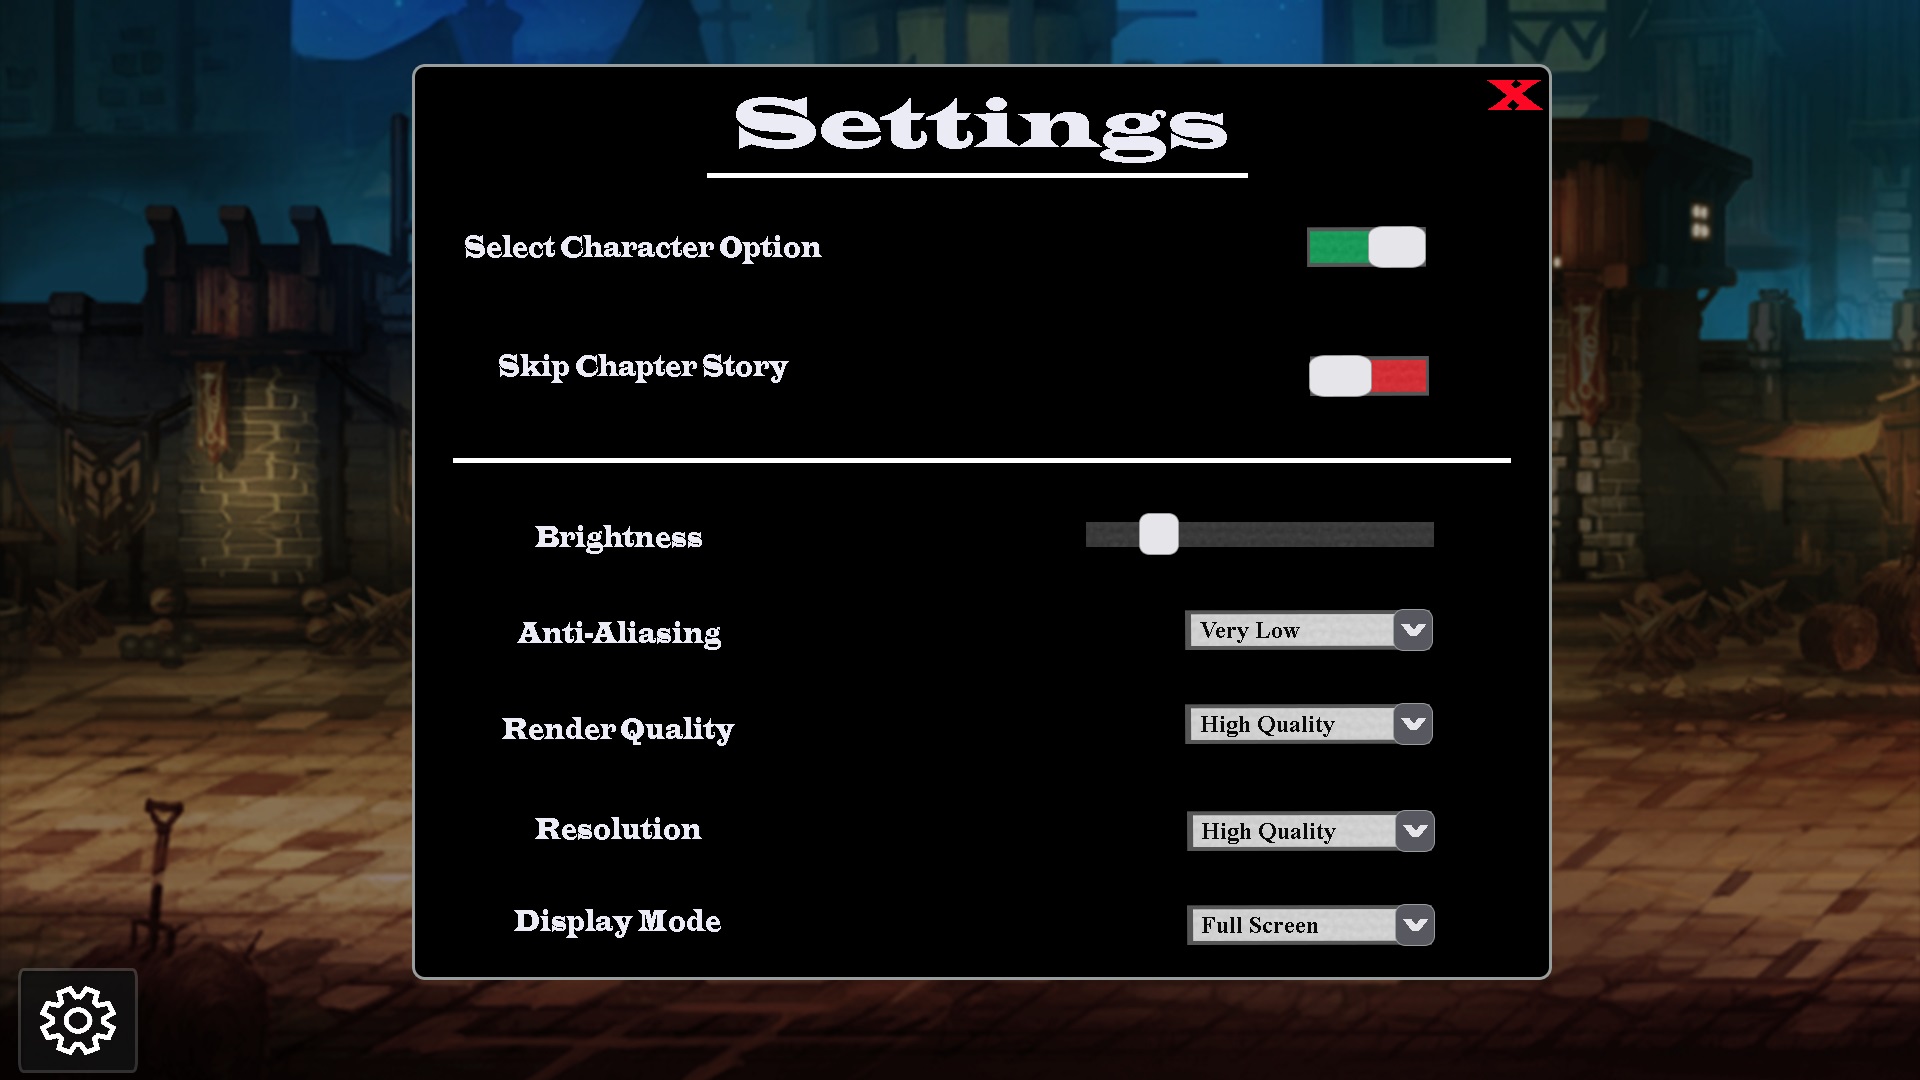 Settings
X
Select Character Option
Skip Chapter Story
Brightness
Anti-Aliasing
Very Low
Render Quality
High Quality
Resolution
High Quality
Display Mode
Full Screen